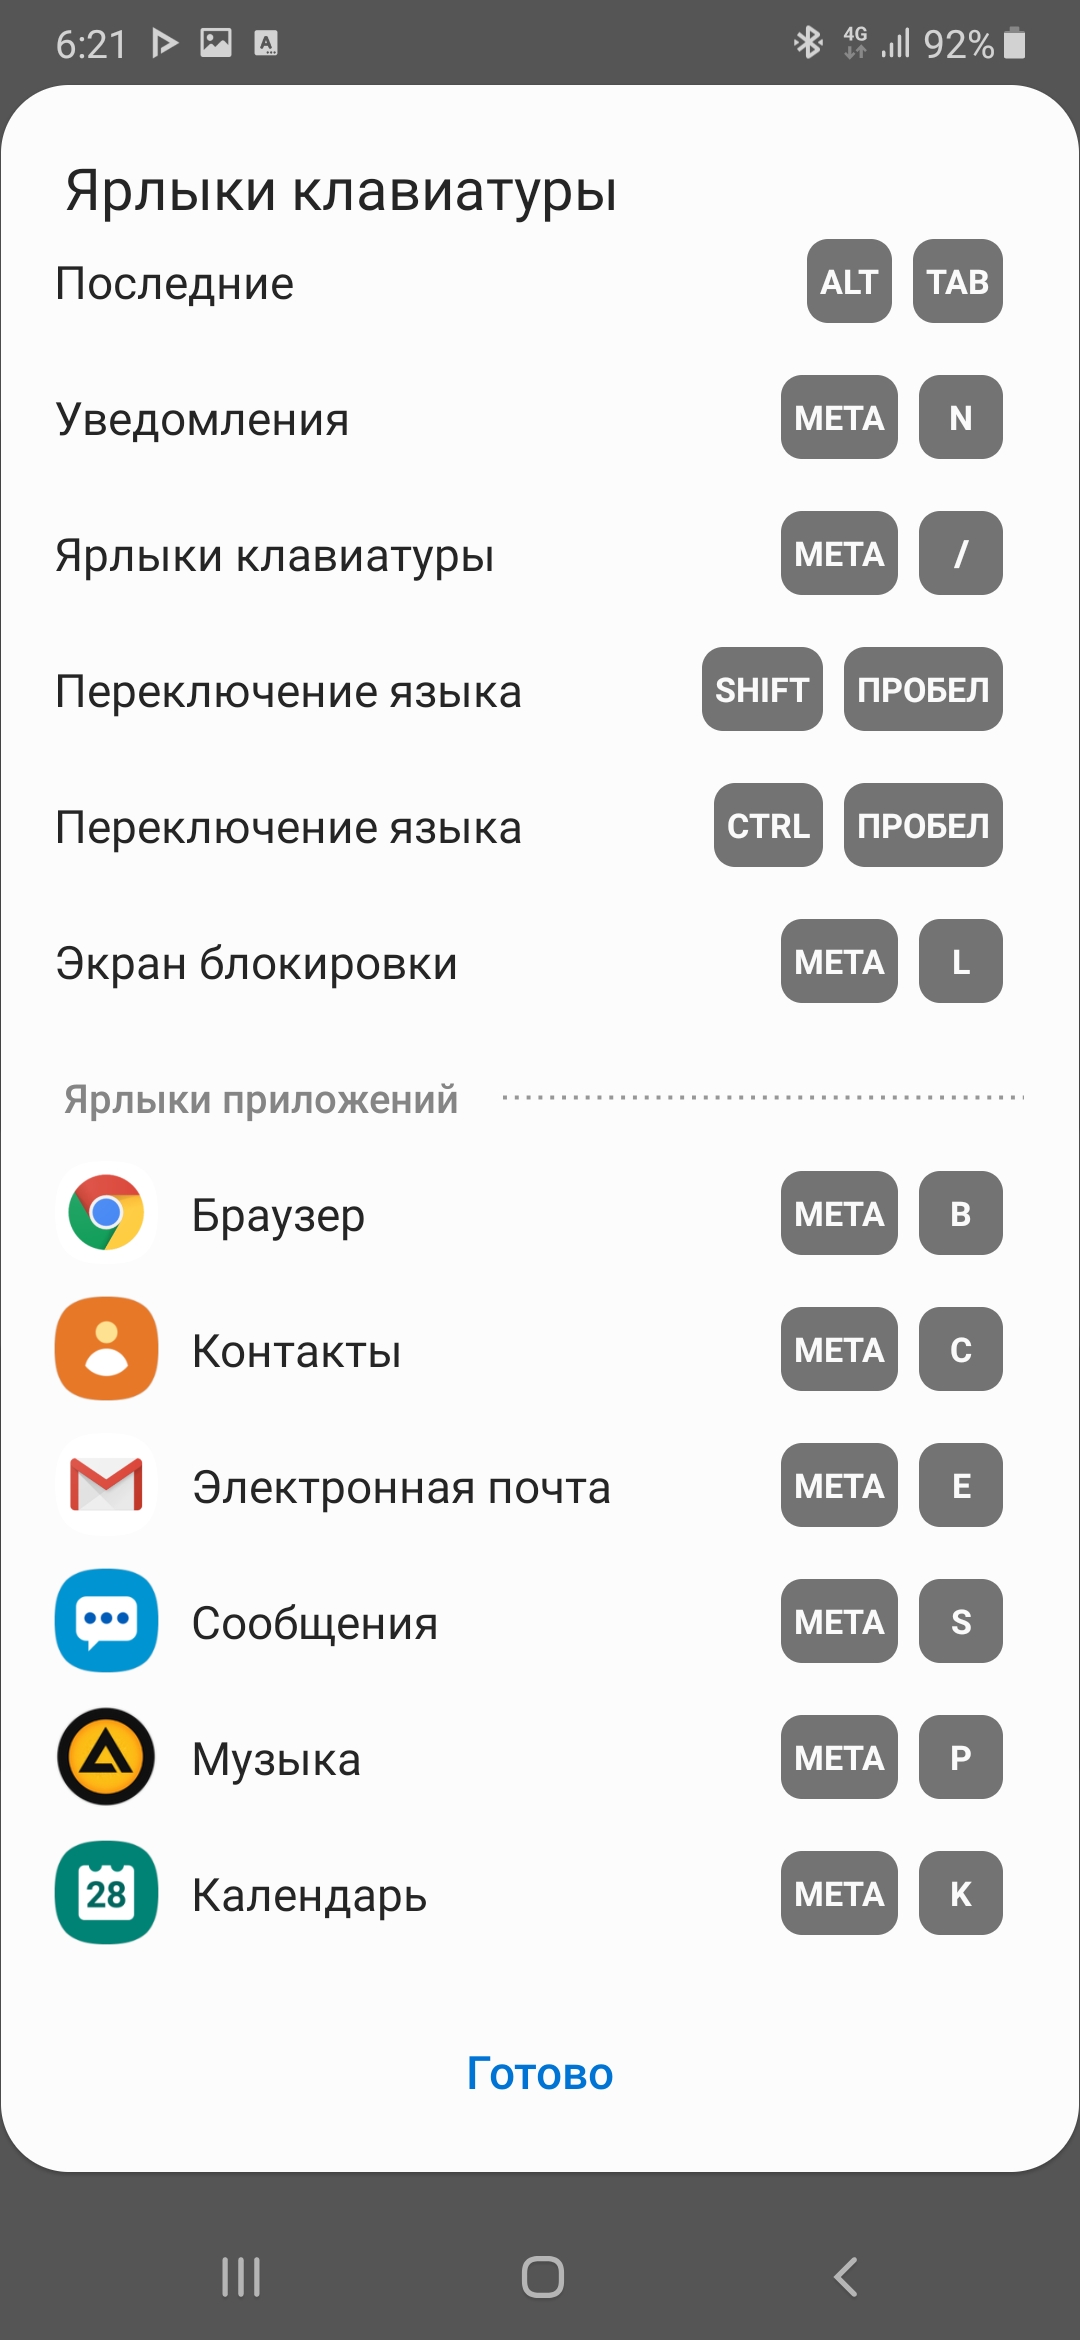 6:21 4G 92%
Ярлыки клавиатуры
Последние ALT TAB
Уведомления META N
Ярлыки клавиатуры META /
Переключение языка SHIFT ПРОБЕЛ
Переключение языка CTRL ПРОБЕЛ
Экран блокировки META L
Ярлыки приложений
Браузер META B
Контакты META C
Электронная почта META E
Сообщения META S
Музыка META P
28 Календарь META K
Готово